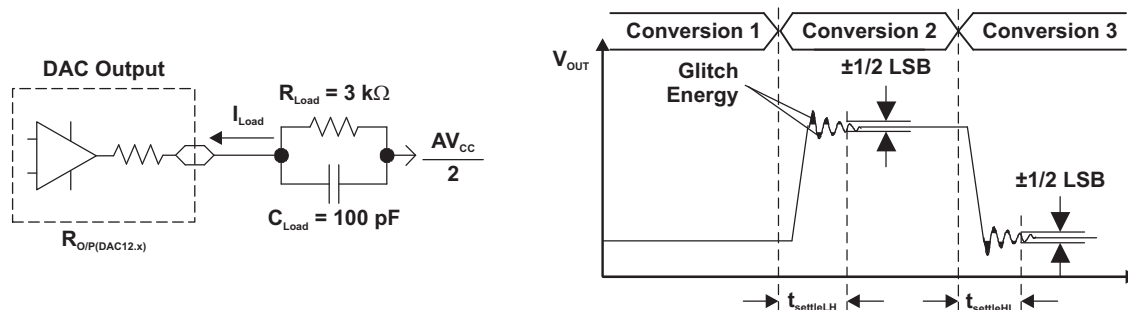 DAC Output
I_Load
R_Load = 3 kΩ
AV_CC
2
C_Load = 100 pF
R_O/P(DAC12.x)
Conversion 1
Conversion 2
Conversion 3
V_OUT
Glitch
Energy
±1/2 LSB
±1/2 LSB
t_settleLH
t_settleHL